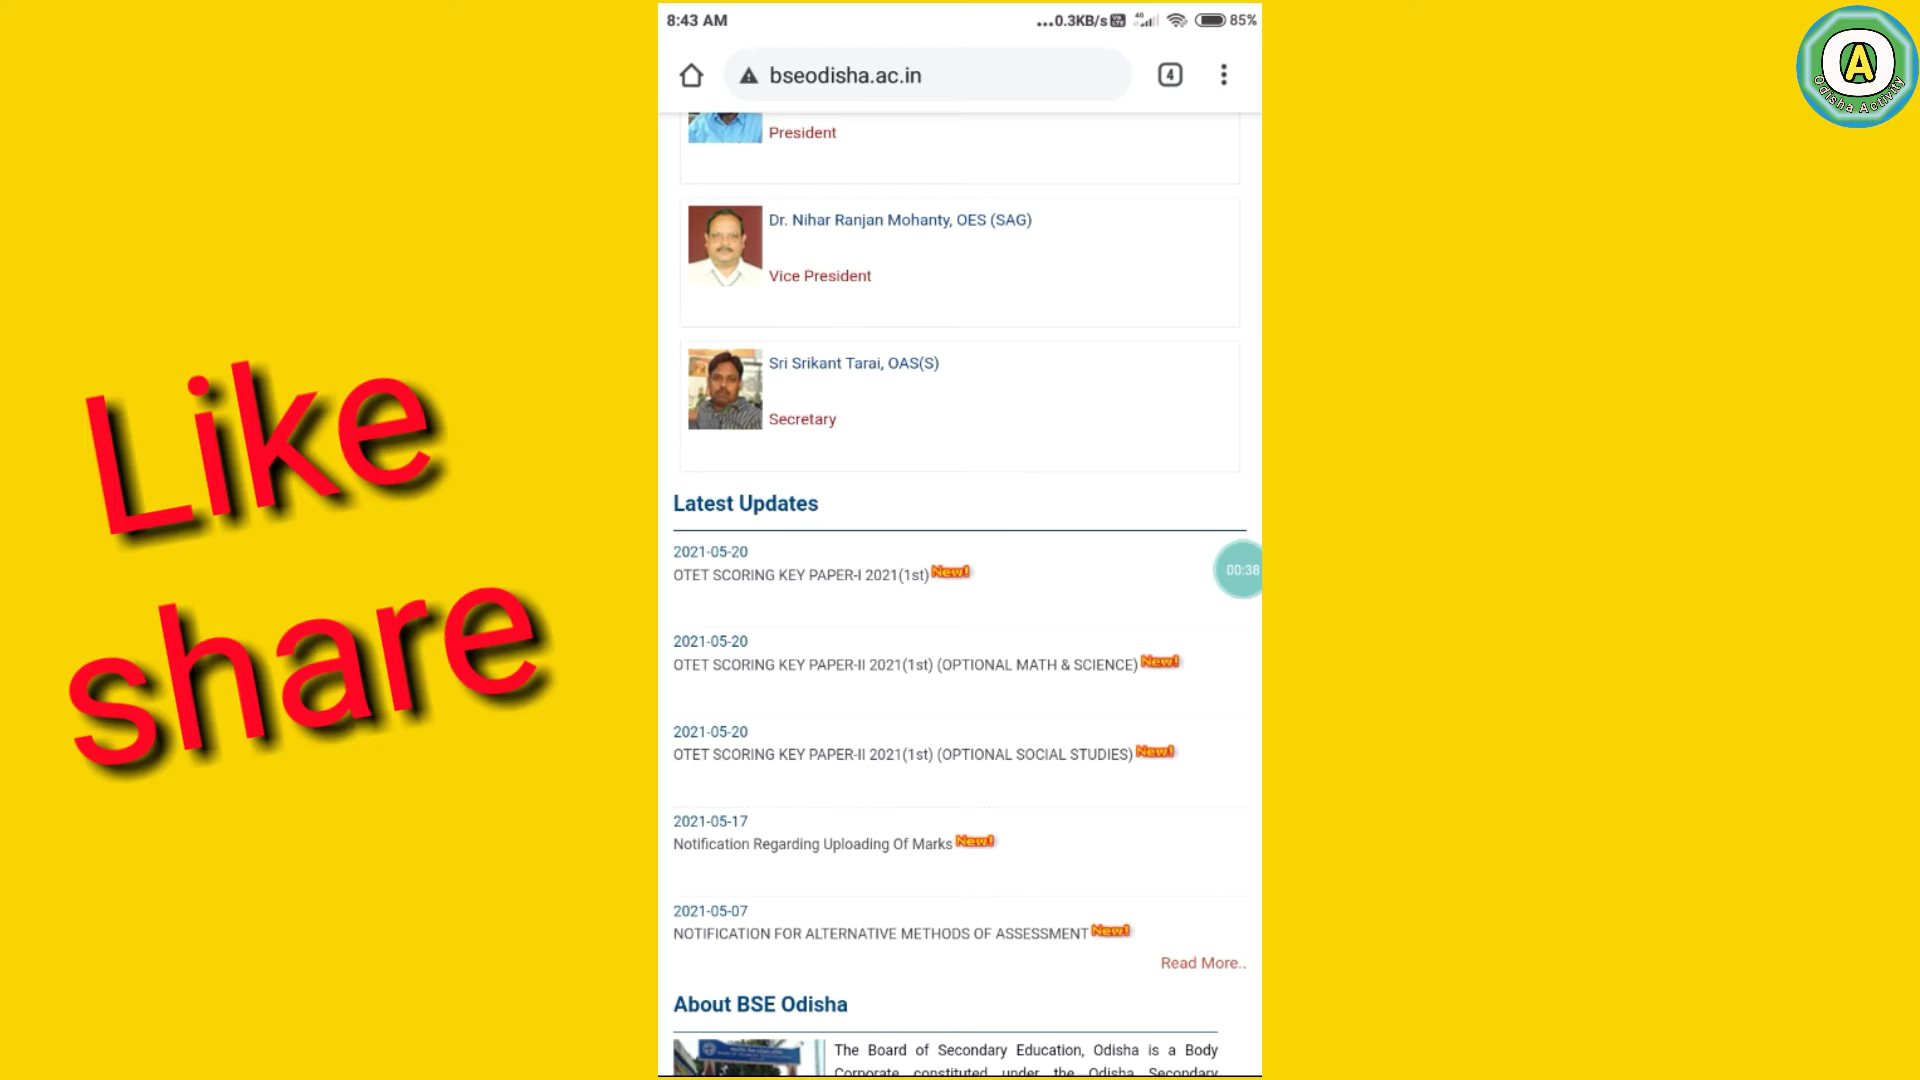 8:43 AM
...0.3KB/s
4G
85%
bseodisha.ac.in
4
A
Odisha Activity
President
Dr. Nihar Ranjan Mohanty, OES (SAG)
Vice President
Sri Srikant Tarai, OAS(S)
Secretary
Like
share
Latest Updates
2021-05-20
OTET SCORING KEY PAPER-I 2021(1st) New!
00:38
2021-05-20
OTET SCORING KEY PAPER-II 2021(1st) (OPTIONAL MATH & SCIENCE) New!
2021-05-20
OTET SCORING KEY PAPER-II 2021(1st) (OPTIONAL SOCIAL STUDIES) New!
2021-05-17
Notification Regarding Uploading Of Marks New!
2021-05-07
NOTIFICATION FOR ALTERNATIVE METHODS OF ASSESSMENT New!
Read More..
About BSE Odisha
The Board of Secondary Education, Odisha is a Body
Corporate constituted under the Odisha Secondary